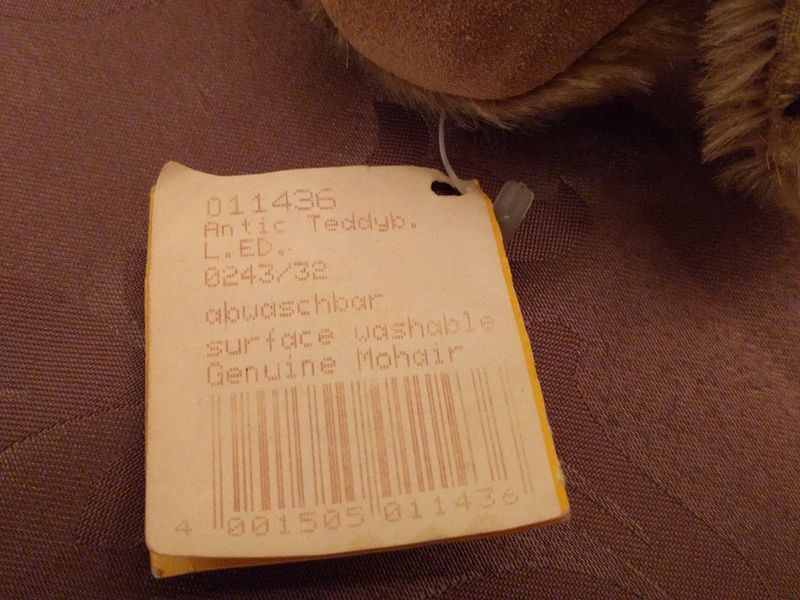 011436
Antic Teddyb.
L.ED.
0243/32
abwaschbar
surface washable
Genuine Mohair
4 001505 011436